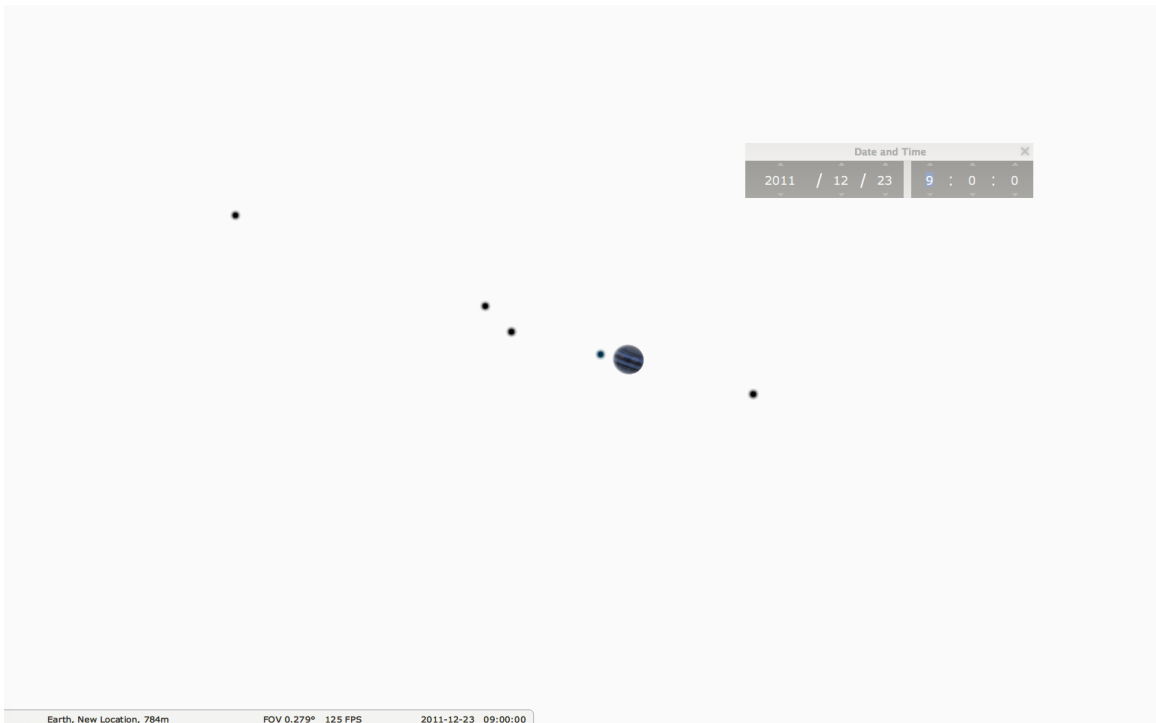 Date and Time
2011 / 12 / 23 9 : 0 : 0
Earth, New Location, 784m FOV 0.279° 125 FPS 2011-12-23 09:00:00